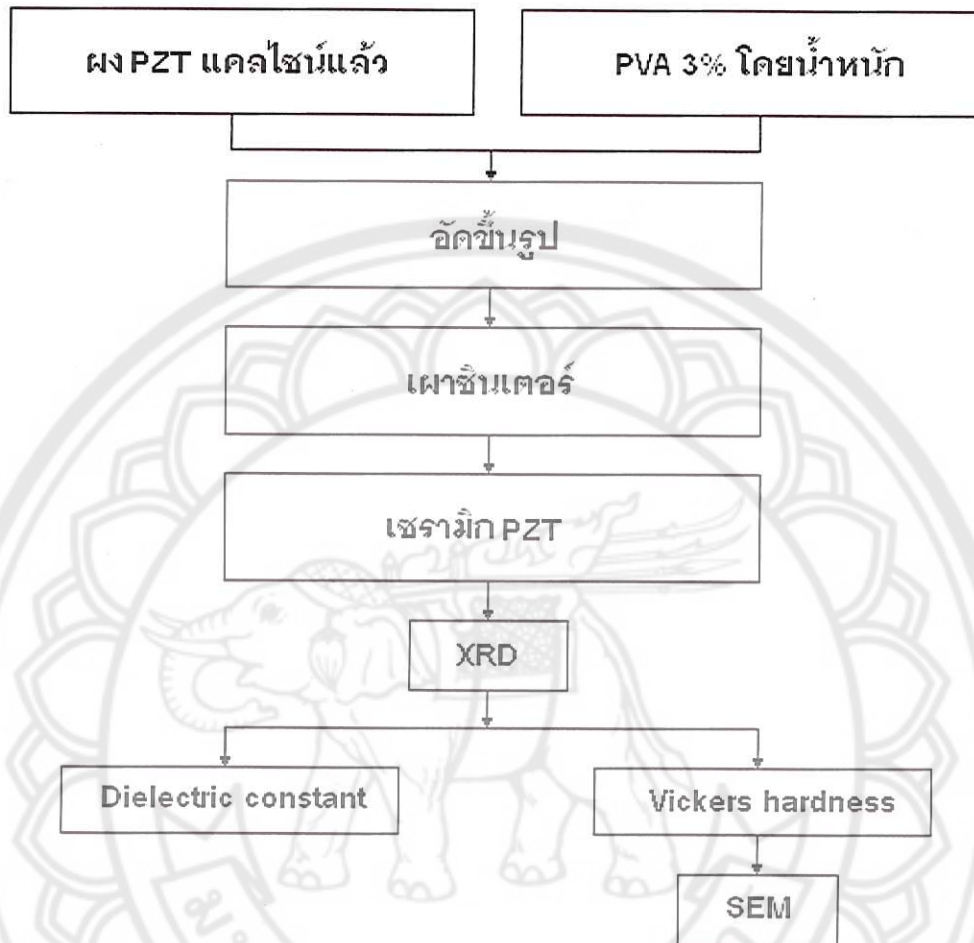 ผง PZT แคลไซน์แล้ว
PVA 3% โดยน้ำหนัก
อัดขึ้นรูป
เผาซินเตอร์
เซรามิก PZT
XRD
Dielectric constant
Vickers hardness
SEM